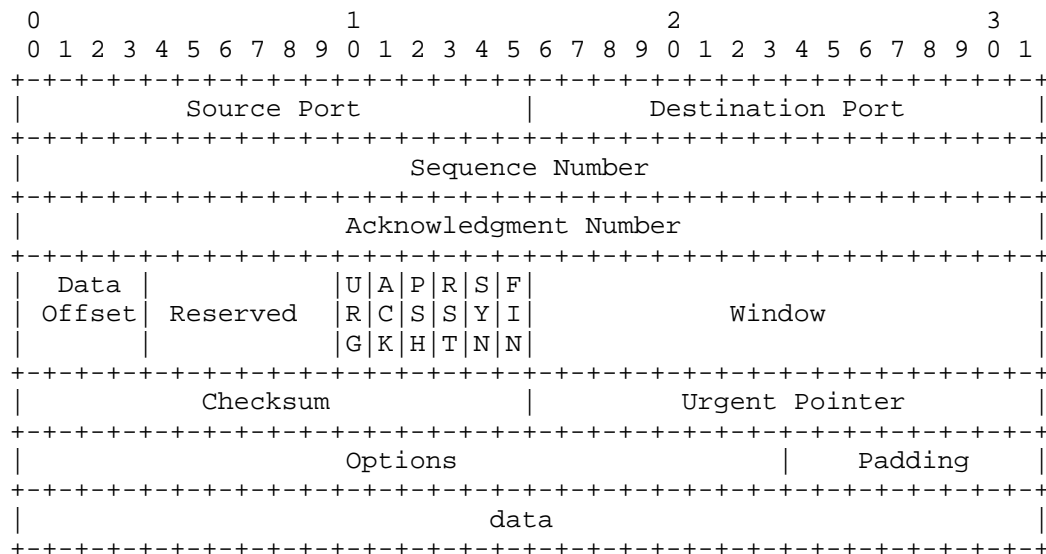 0                   1                   2                   3
 0 1 2 3 4 5 6 7 8 9 0 1 2 3 4 5 6 7 8 9 0 1 2 3 4 5 6 7 8 9 0 1
+-+-+-+-+-+-+-+-+-+-+-+-+-+-+-+-+-+-+-+-+-+-+-+-+-+-+-+-+-+-+-+-+
|          Source Port          |       Destination Port        |
+-+-+-+-+-+-+-+-+-+-+-+-+-+-+-+-+-+-+-+-+-+-+-+-+-+-+-+-+-+-+-+-+
|                        Sequence Number                        |
+-+-+-+-+-+-+-+-+-+-+-+-+-+-+-+-+-+-+-+-+-+-+-+-+-+-+-+-+-+-+-+-+
|                    Acknowledgment Number                      |
+-+-+-+-+-+-+-+-+-+-+-+-+-+-+-+-+-+-+-+-+-+-+-+-+-+-+-+-+-+-+-+-+
|  Data |           |U|A|P|R|S|F|                               |
| Offset| Reserved  |R|C|S|S|Y|I|            Window             |
|       |           |G|K|H|T|N|N|                               |
+-+-+-+-+-+-+-+-+-+-+-+-+-+-+-+-+-+-+-+-+-+-+-+-+-+-+-+-+-+-+-+-+
|           Checksum            |         Urgent Pointer        |
+-+-+-+-+-+-+-+-+-+-+-+-+-+-+-+-+-+-+-+-+-+-+-+-+-+-+-+-+-+-+-+-+
|                    Options                    |    Padding    |
+-+-+-+-+-+-+-+-+-+-+-+-+-+-+-+-+-+-+-+-+-+-+-+-+-+-+-+-+-+-+-+-+
|                             data                              |
+-+-+-+-+-+-+-+-+-+-+-+-+-+-+-+-+-+-+-+-+-+-+-+-+-+-+-+-+-+-+-+-+